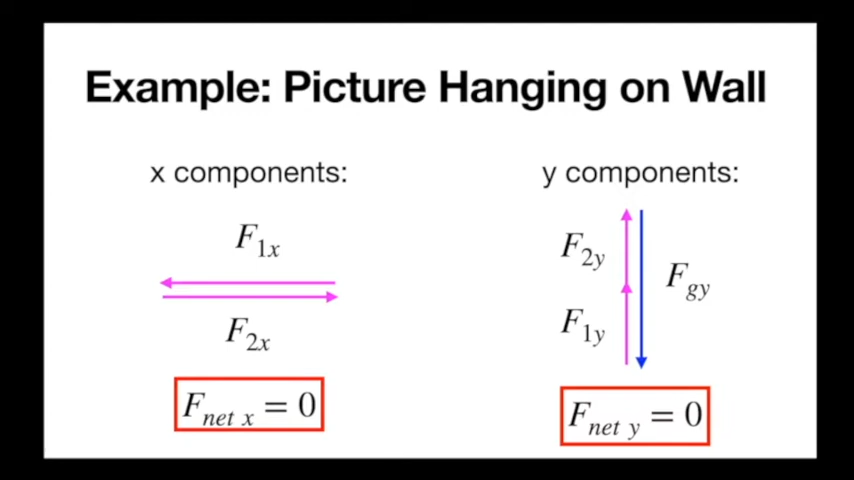 Example: Picture Hanging on Wall
x components:
F1x
F2x
Fnet x = 0
y components:
F2y
F1y
Fgy
Fnet y = 0